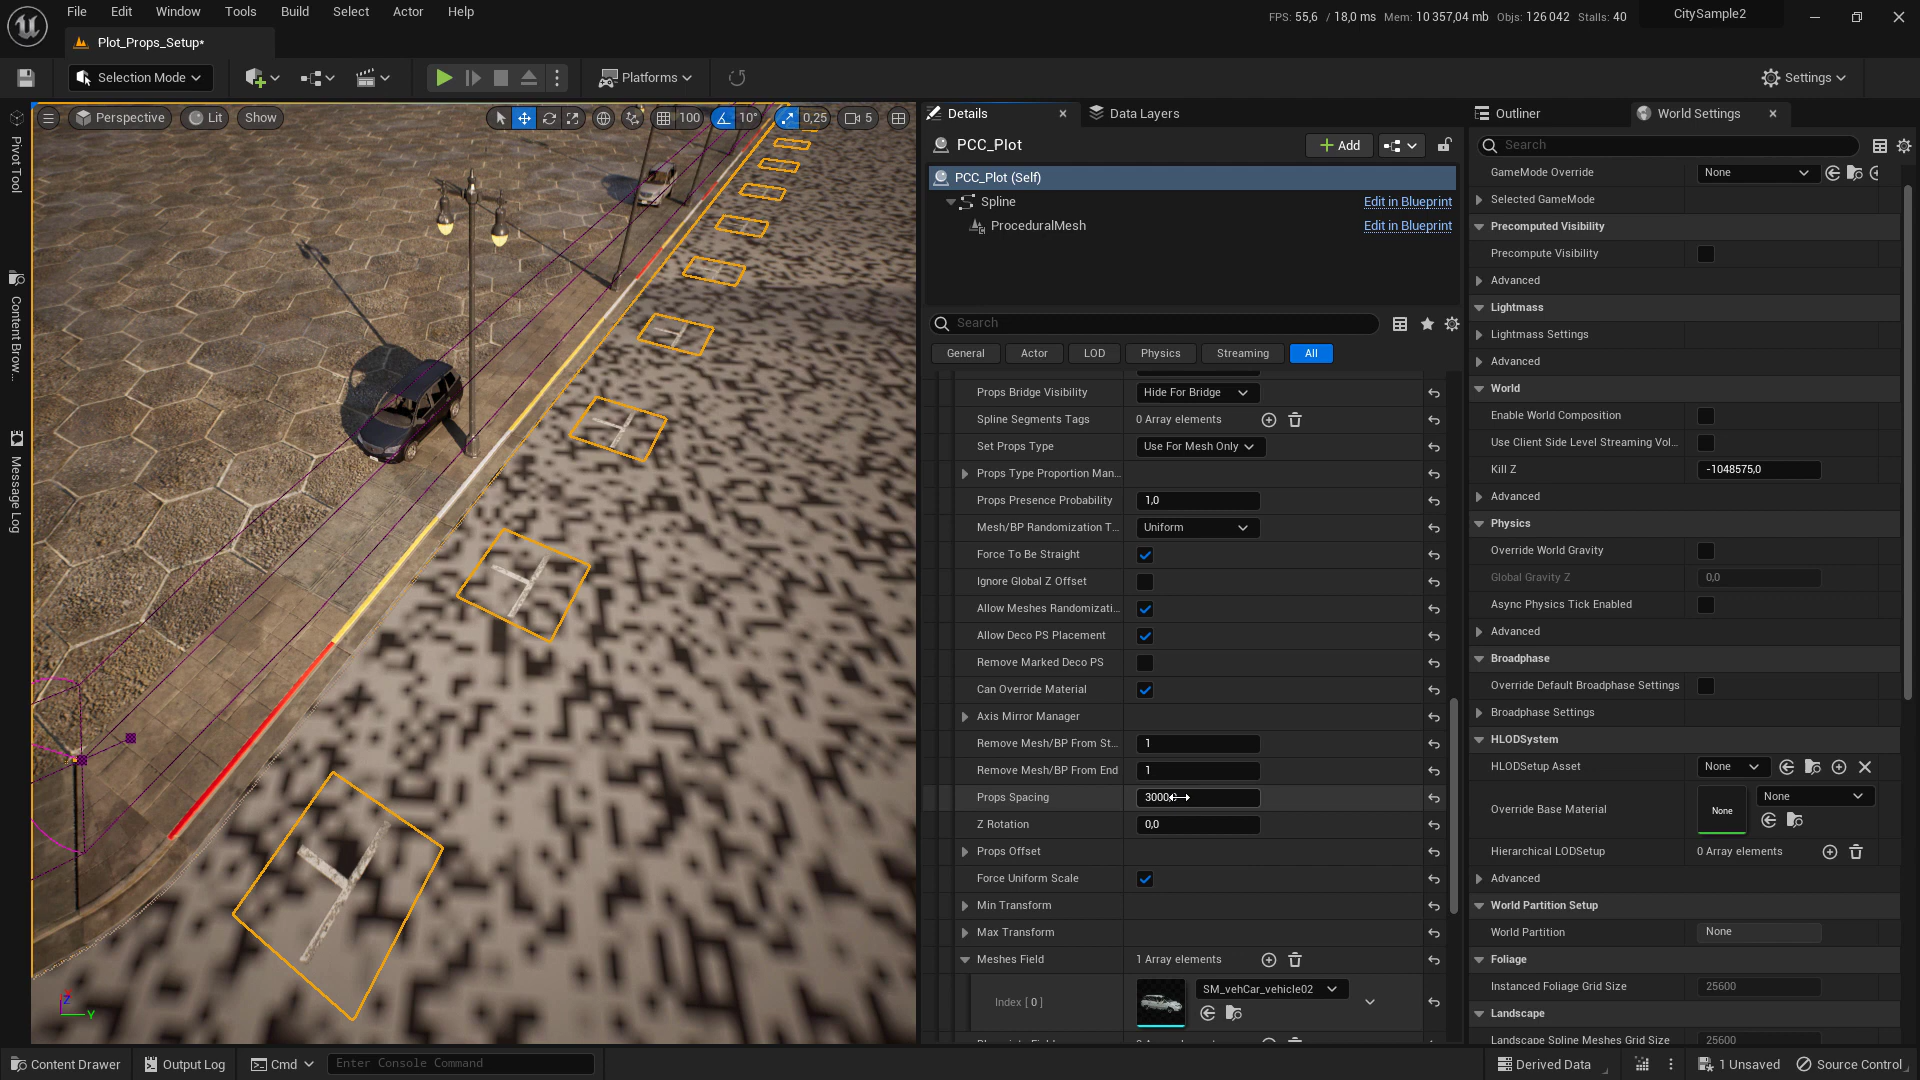 File Edit Window Tools Build Select Actor Help
FPS: 55,6 / 18,0 ms Mem: 10 357,04 mb Objs: 126 042 Stalls: 40
CitySample2
Plot_Props_Setup*
Selection Mode
Platforms
Settings
Pivot Tool
Content Brow...
Message Log
Perspective
Lit
Show
100
10°
0,25
5
Details
Data Layers
PCC_Plot
Add
PCC_Plot (Self)
Spline
Edit in Blueprint
ProceduralMesh
Edit in Blueprint
Search
General
Actor
LOD
Physics
Streaming
All
Props Bridge Visibility
Hide For Bridge
Spline Segments Tags
0 Array elements
Set Props Type
Use For Mesh Only
Props Type Proportion Man...
Props Presence Probability
1,0
Mesh/BP Randomization T...
Uniform
Force To Be Straight
Ignore Global Z Offset
Allow Meshes Randomizati...
Allow Deco PS Placement
Remove Marked Deco PS
Can Override Material
Axis Mirror Manager
Remove Mesh/BP From St...
1
Remove Mesh/BP From End
1
Props Spacing
3000
Z Rotation
0,0
Props Offset
Force Uniform Scale
Min Transform
Max Transform
Meshes Field
1 Array elements
Index [ 0 ]
SM_vehCar_vehicle02
Outliner
World Settings
Search
GameMode Override
None
Selected GameMode
Precomputed Visibility
Precompute Visibility
Advanced
Lightmass
Lightmass Settings
Advanced
World
Enable World Composition
Use Client Side Level Streaming Vol...
Kill Z
-1048575,0
Advanced
Physics
Override World Gravity
Global Gravity Z
0,0
Async Physics Tick Enabled
Advanced
Broadphase
Override Default Broadphase Settings
Broadphase Settings
HLODSystem
HLODSetup Asset
None
Override Base Material
None
None
Hierarchical LODSetup
0 Array elements
Advanced
World Partition Setup
World Partition
None
Foliage
Instanced Foliage Grid Size
25600
Landscape
Landscape Spline Meshes Grid Size
25600
Z
Y
Content Drawer
Output Log
Cmd
Enter Console Command
Derived Data
1 Unsaved
Source Control